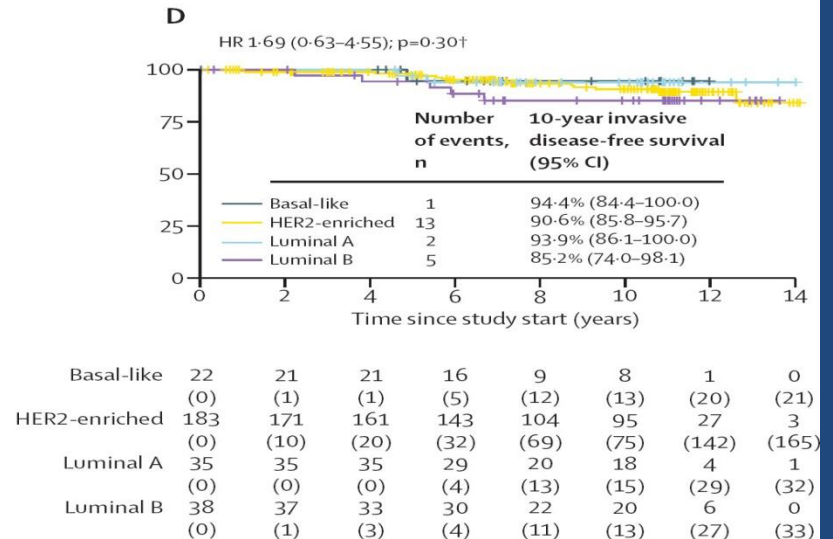 D
HR 1·69 (0·63–4·55); p=0·30†
100
75
50
25
0
Number of events, n
10-year invasive disease-free survival (95% CI)
Basal-like 1 94·4% (84·4–100·0)
HER2-enriched 13 90·6% (85·8–95·7)
Luminal A 2 93·9% (86·1–100·0)
Luminal B 5 85·2% (74·0–98·1)
0 2 4 6 8 10 12 14
Time since study start (years)
Basal-like 22 21 21 16 9 8 1 0
(0) (1) (1) (5) (12) (13) (20) (21)
HER2-enriched 183 171 161 143 104 95 27 3
(0) (10) (20) (32) (69) (75) (142) (165)
Luminal A 35 35 35 29 20 18 4 1
(0) (0) (0) (4) (13) (15) (29) (32)
Luminal B 38 37 33 30 22 20 6 0
(0) (1) (3) (4) (11) (13) (27) (33)